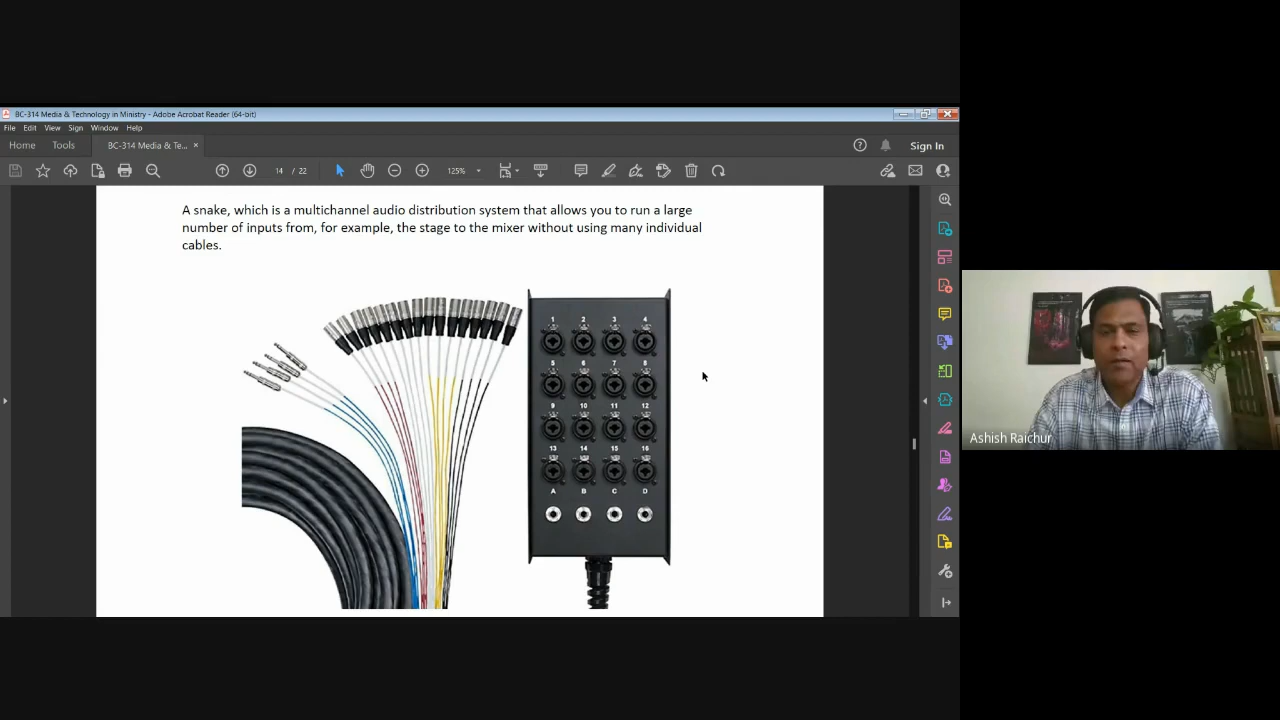 BC-314 Media & Technology in Ministry - Adobe Acrobat Reader (64-bit)
File Edit View Sign Window Help
Home Tools BC-314 Media & Te... × Sign In
14 / 22 125%
A snake, which is a multichannel audio distribution system that allows you to run a large
number of inputs from, for example, the stage to the mixer without using many individual
cables.
1 2 3 4
5 6 7 8
9 10 11 12
13 14 15 16
A B C D
Ashish Raichur